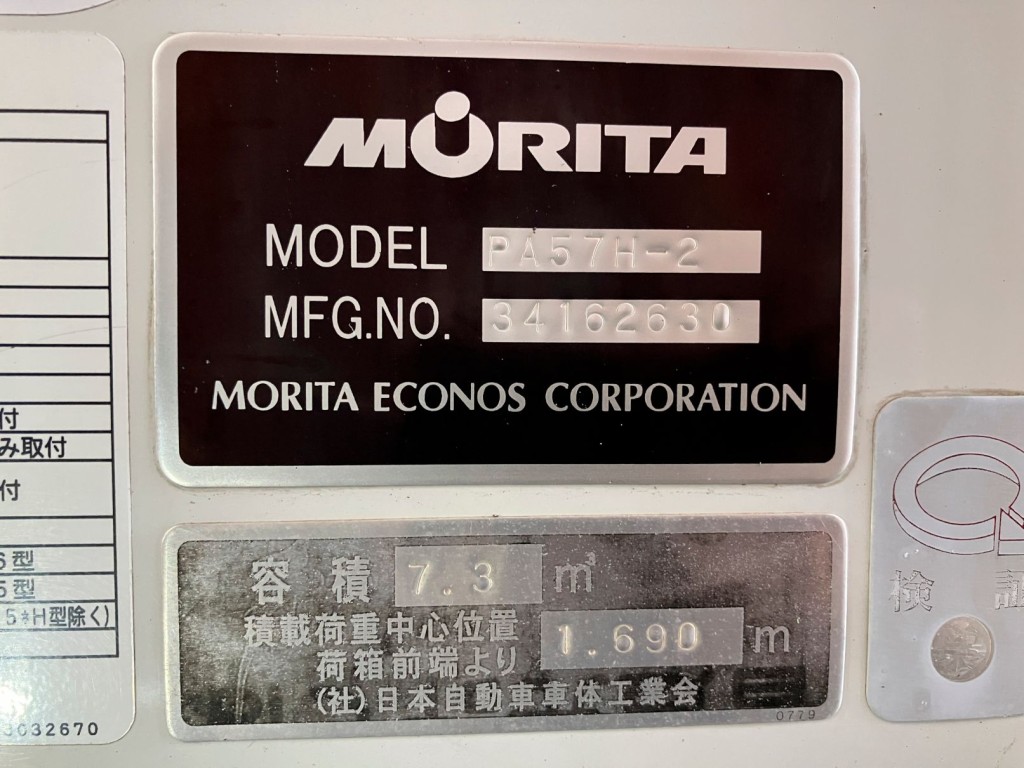 MORITA
MODEL PA57H-2
MFG.NO. 34162630
MORITA ECONOS CORPORATION
付
み取付
付
6型
5型
5*H型除く)
3032670
容積 7.3 m³
積載荷重中心位置
荷箱前端より 1.690 m
(社)日本自動車車体工業会
0779
検